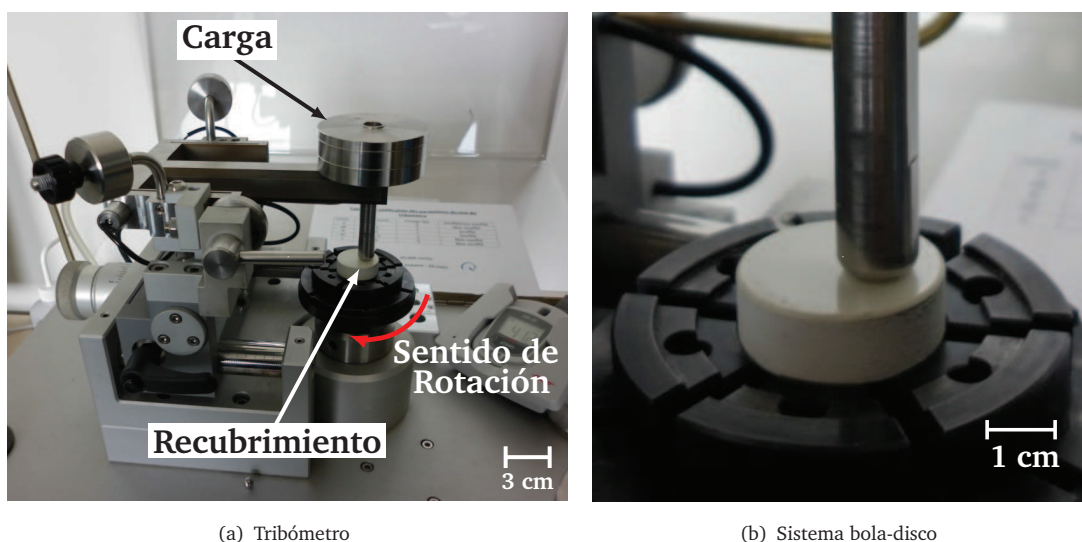 Carga
Sentido de
Rotación
Recubrimiento
3 cm
1 cm
(a) Tribómetro
(b) Sistema bola-disco